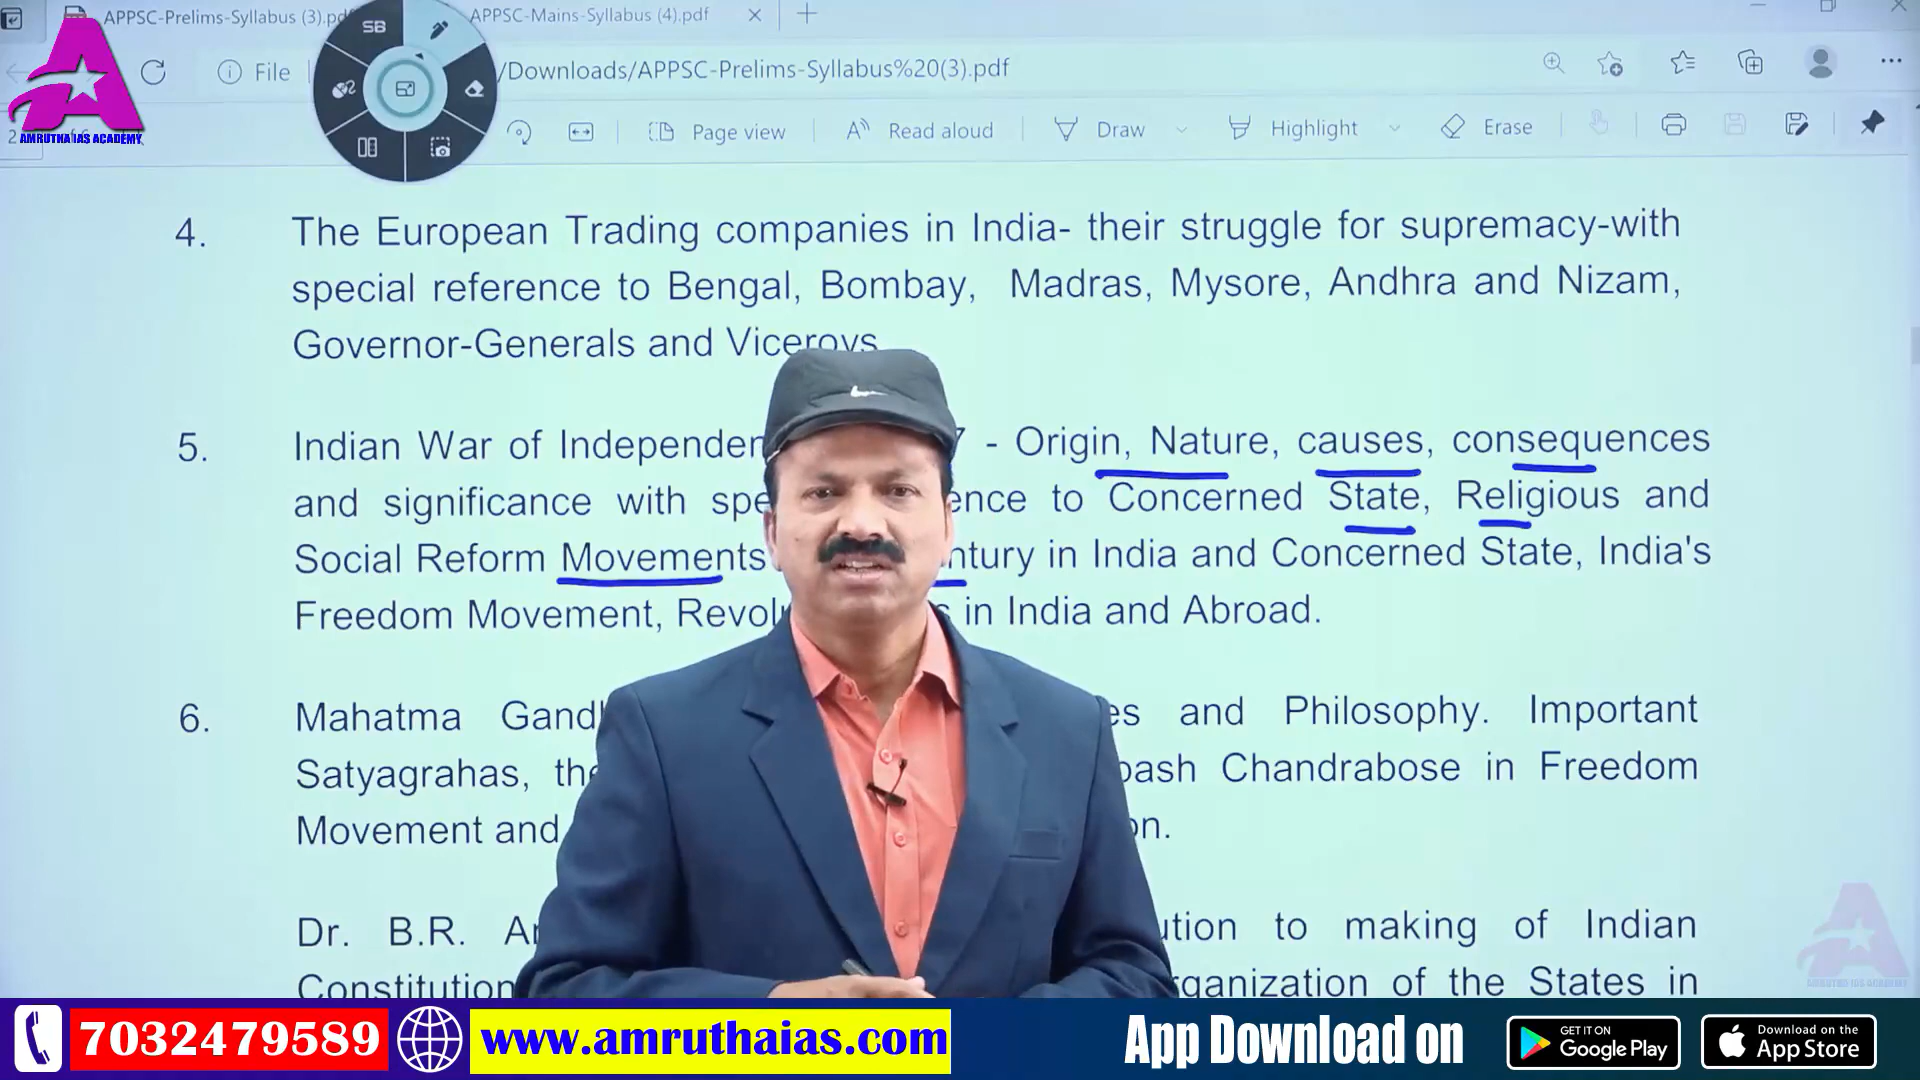 APPSC-Prelims-Syllabus (3).pd
APPSC-Mains-Syllabus (4).pdf
SB
File
/Downloads/APPSC-Prelims-Syllabus%20(3).pdf
AMRUTHA IAS ACADEMY
2
Page view
Read aloud
Draw
Highlight
Erase
4. The European Trading companies in India- their struggle for supremacy-with
special reference to Bengal, Bombay, Madras, Mysore, Andhra and Nizam,
Governor-Generals and Viceroys
5. Indian War of Independen 7 - Origin, Nature, causes, consequences
and significance with spe ence to Concerned State, Religious and
Social Reform Movements ntury in India and Concerned State, India's
Freedom Movement, Revol s in India and Abroad.
6. Mahatma Gandh es and Philosophy. Important
Satyagrahas, the bash Chandrabose in Freedom
Movement and on.
Dr. B.R. A ution to making of Indian
Constitution rganization of the States in
AMRUTHA IAS ACADEMY
7032479589
www.amruthaias.com
App Download on
GET IT ON
Google Play
Download on the
App Store